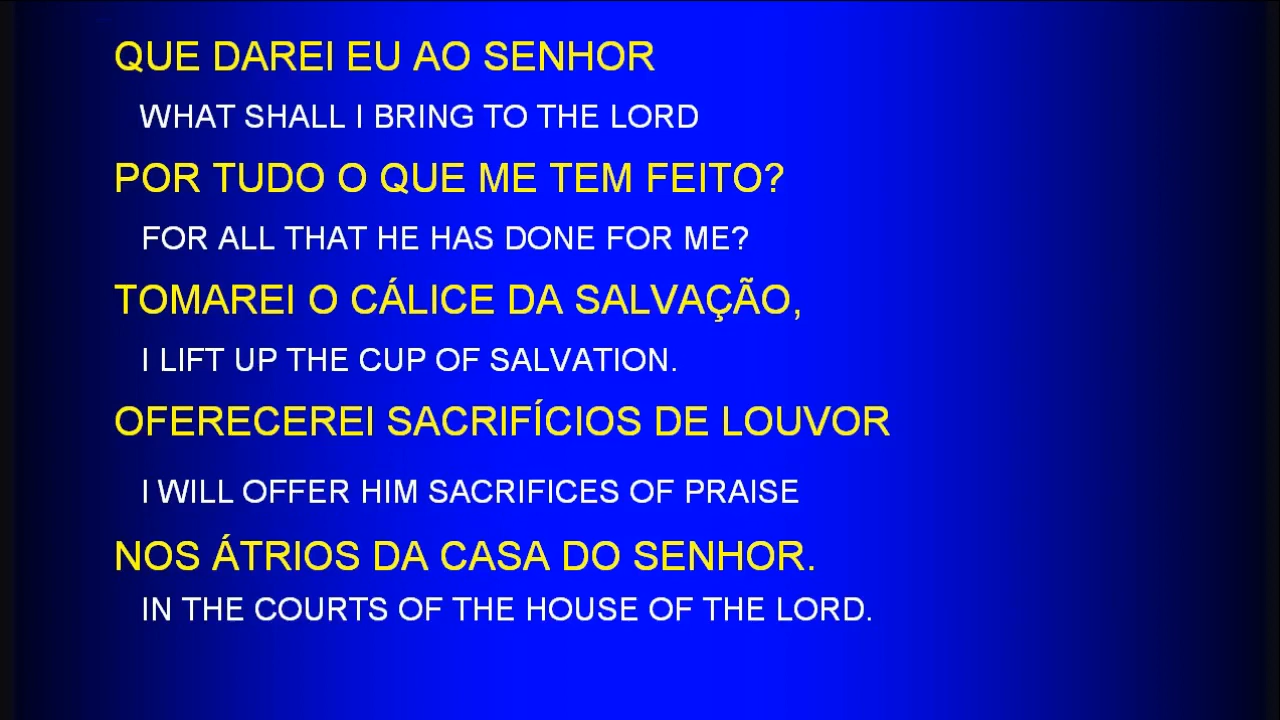 QUE DAREI EU AO SENHOR
WHAT SHALL I BRING TO THE LORD
POR TUDO O QUE ME TEM FEITO?
FOR ALL THAT HE HAS DONE FOR ME?
TOMAREI O CÁLICE DA SALVAÇÃO,
I LIFT UP THE CUP OF SALVATION.
OFERECEREI SACRIFÍCIOS DE LOUVOR
I WILL OFFER HIM SACRIFICES OF PRAISE
NOS ÁTRIOS DA CASA DO SENHOR.
IN THE COURTS OF THE HOUSE OF THE LORD.